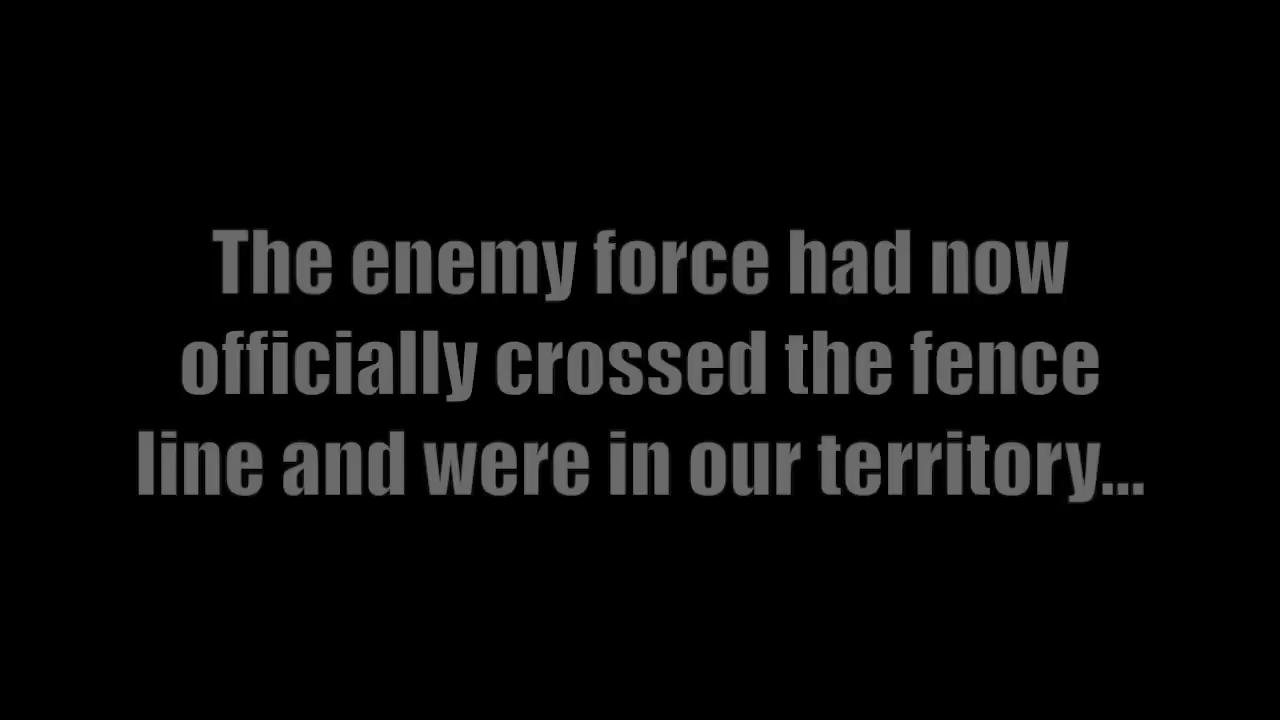 The enemy force had now
officially crossed the fence
line and were in our territory...